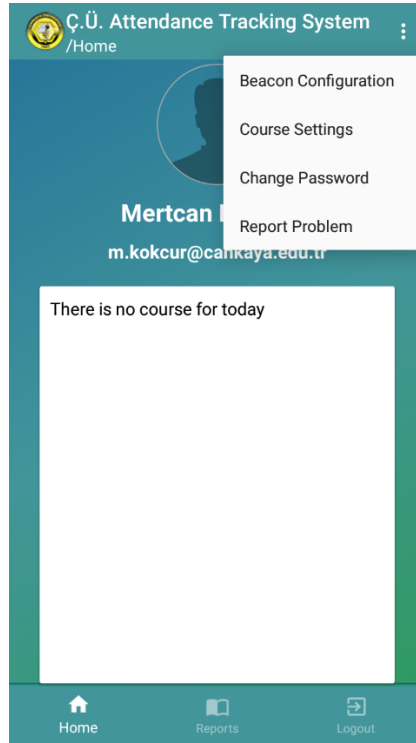 Ç.Ü. Attendance Tracking System
/Home
Beacon Configuration
Course Settings
Change Password
Report Problem
Mertcan
m.kokcur@cankaya.edu.tr
There is no course for today
Home
Reports
Logout